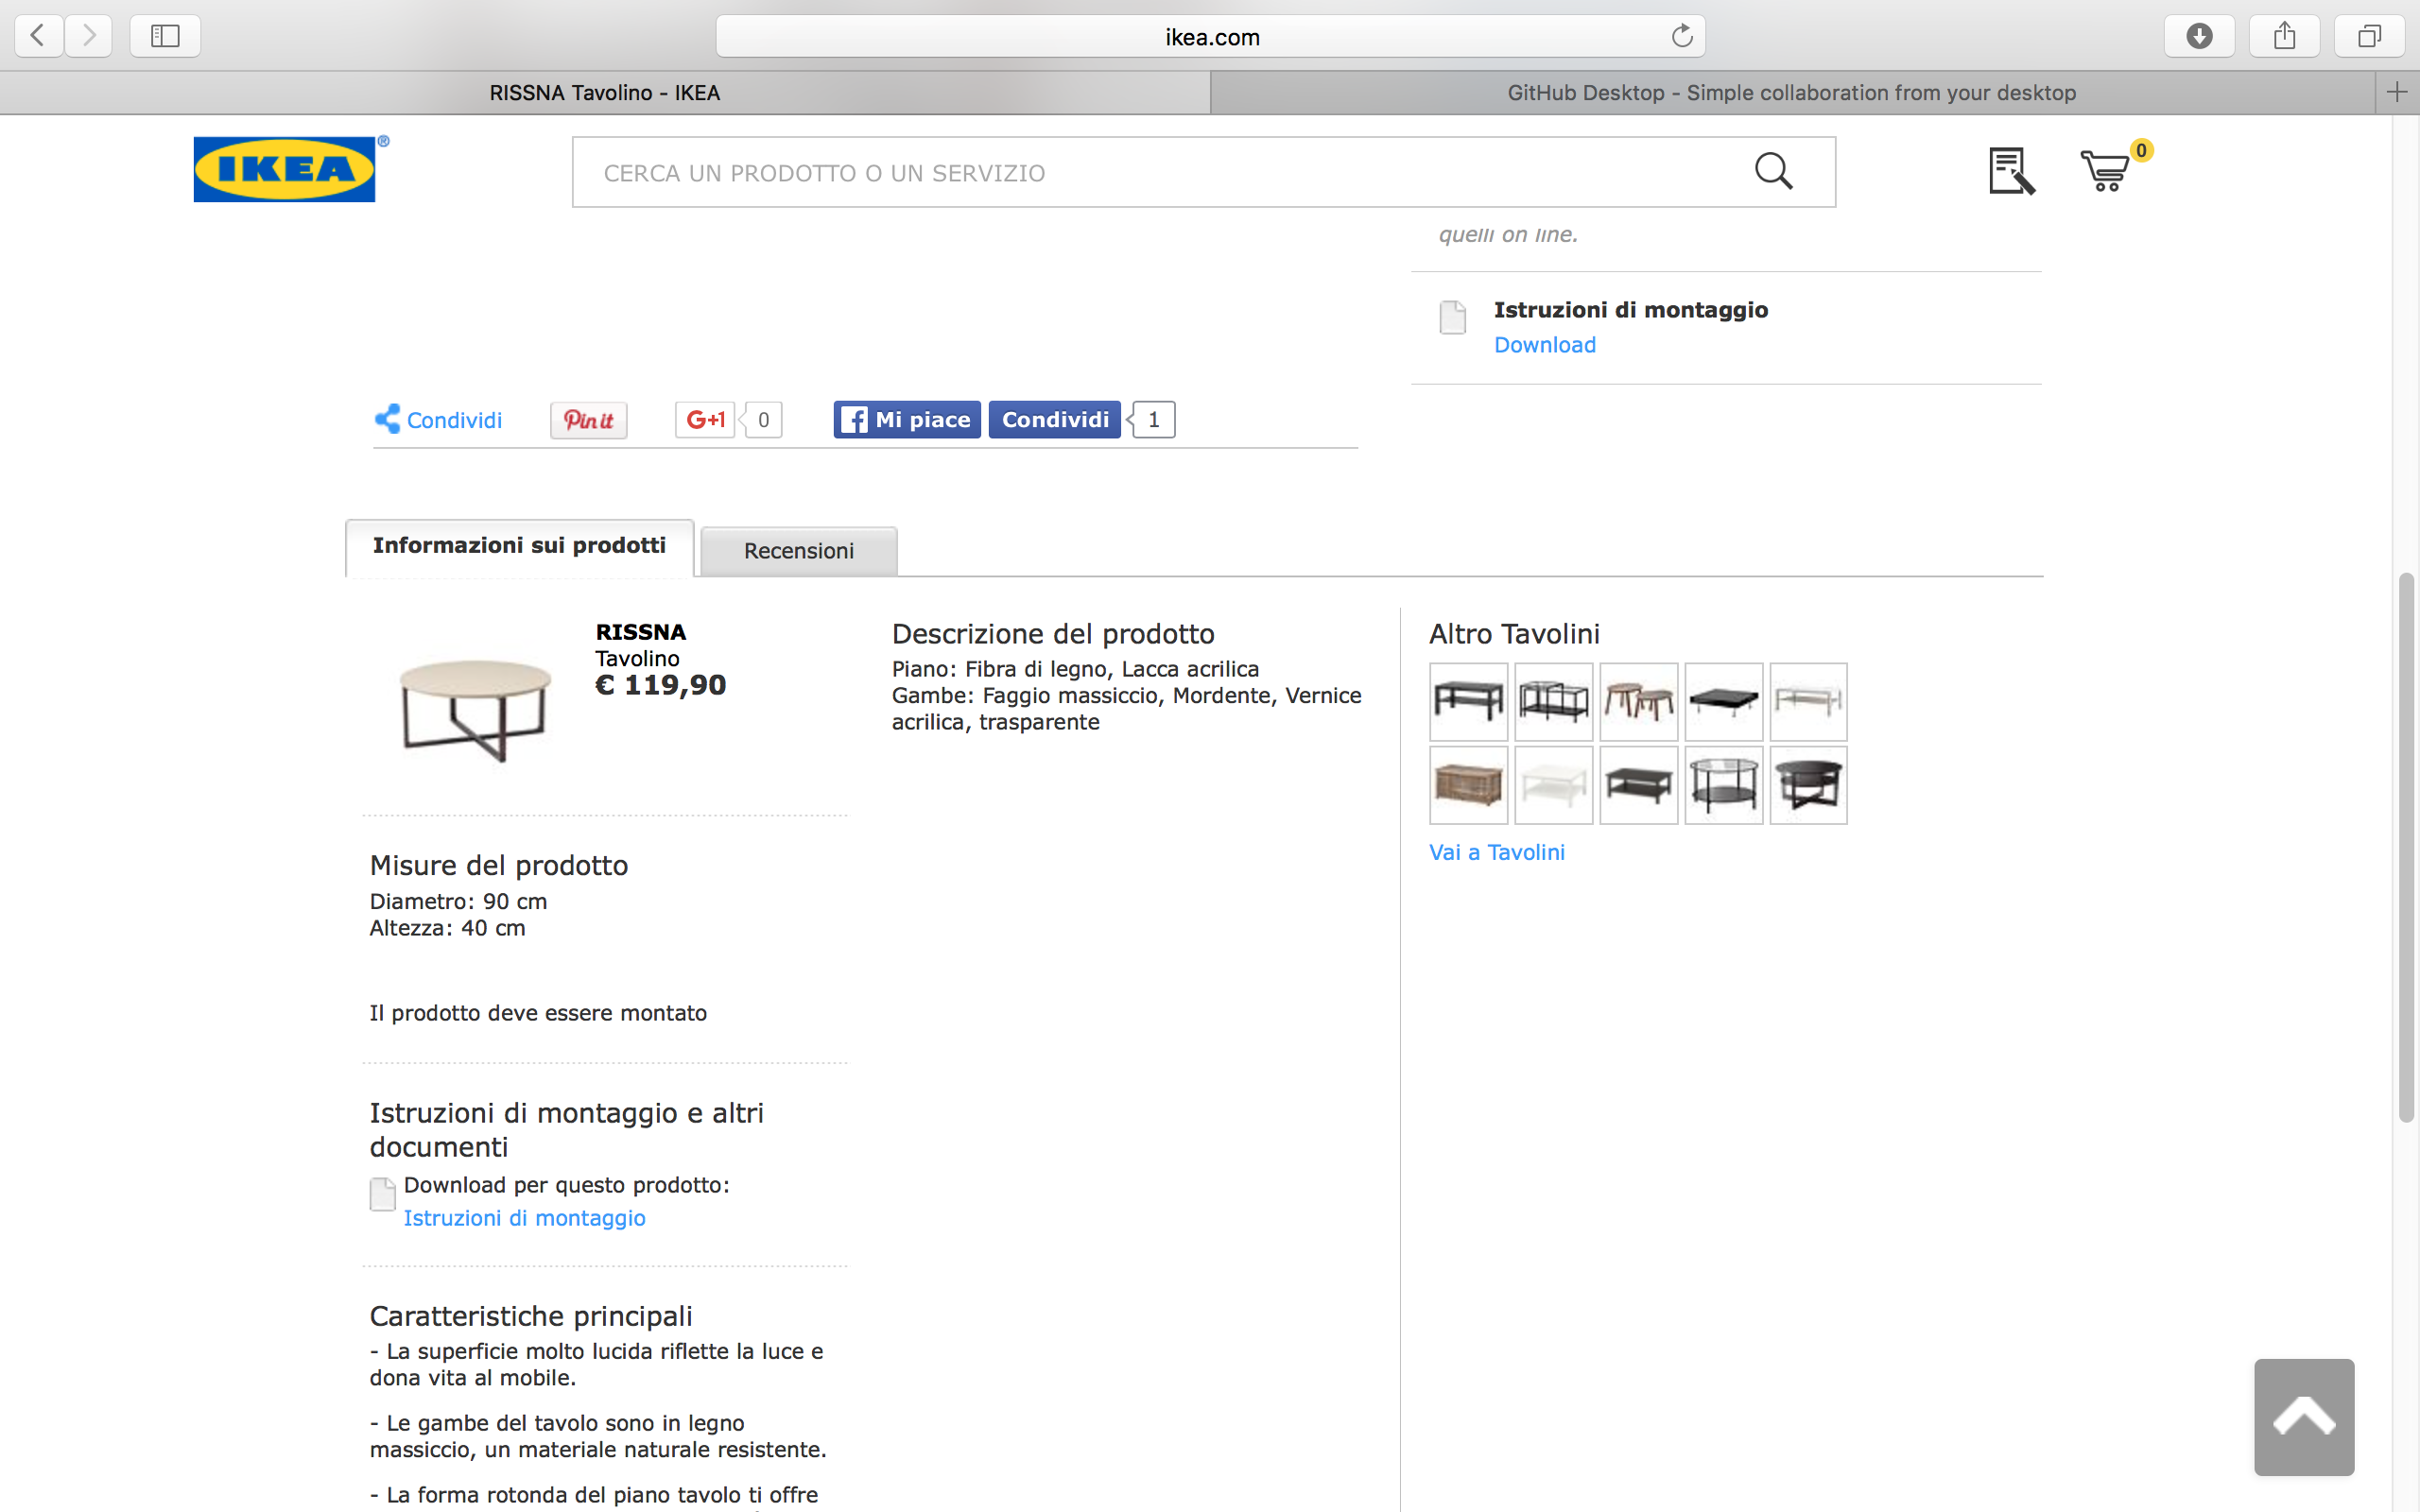 ikea.com
RISSNA Tavolino - IKEA
GitHub Desktop - Simple collaboration from your desktop
IKEA®
CERCA UN PRODOTTO O UN SERVIZIO
0
quelli on line.
Istruzioni di montaggio
Download
Condividi
Pin it
G+1
0
Mi piace
Condividi
1
Informazioni sui prodotti
Recensioni
RISSNA
Tavolino
€ 119,90
Misure del prodotto
Diametro: 90 cm
Altezza: 40 cm
Il prodotto deve essere montato
Istruzioni di montaggio e altri
documenti
Download per questo prodotto:
Istruzioni di montaggio
Caratteristiche principali
- La superficie molto lucida riflette la luce e
dona vita al mobile.
- Le gambe del tavolo sono in legno
massiccio, un materiale naturale resistente.
- La forma rotonda del piano tavolo ti offre
Descrizione del prodotto
Piano: Fibra di legno, Lacca acrilica
Gambe: Faggio massiccio, Mordente, Vernice
acrilica, trasparente
Altro Tavolini
Vai a Tavolini